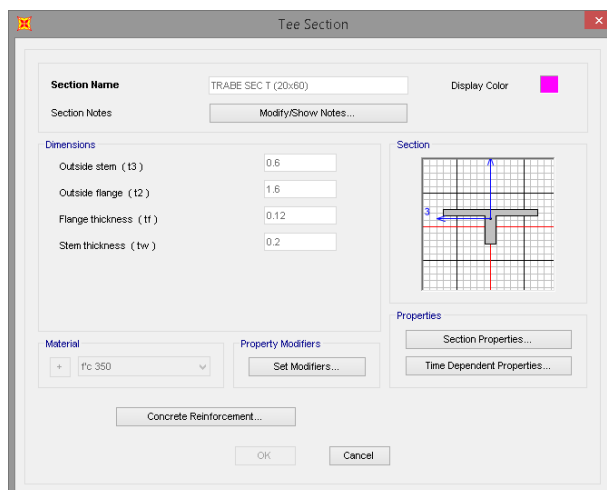 Tee Section
Section Name
TRABE SEC T (20x60)
Display Color
Section Notes
Modify/Show Notes...
Dimensions
Outside stem ( t3 )
0.6
Outside flange ( t2 )
1.6
Flange thickness ( tf )
0.12
Stem thickness ( tw )
0.2
Section
3
Material
+
f'c 350
Property Modifiers
Set Modifiers...
Properties
Section Properties...
Time Dependent Properties...
Concrete Reinforcement...
OK
Cancel